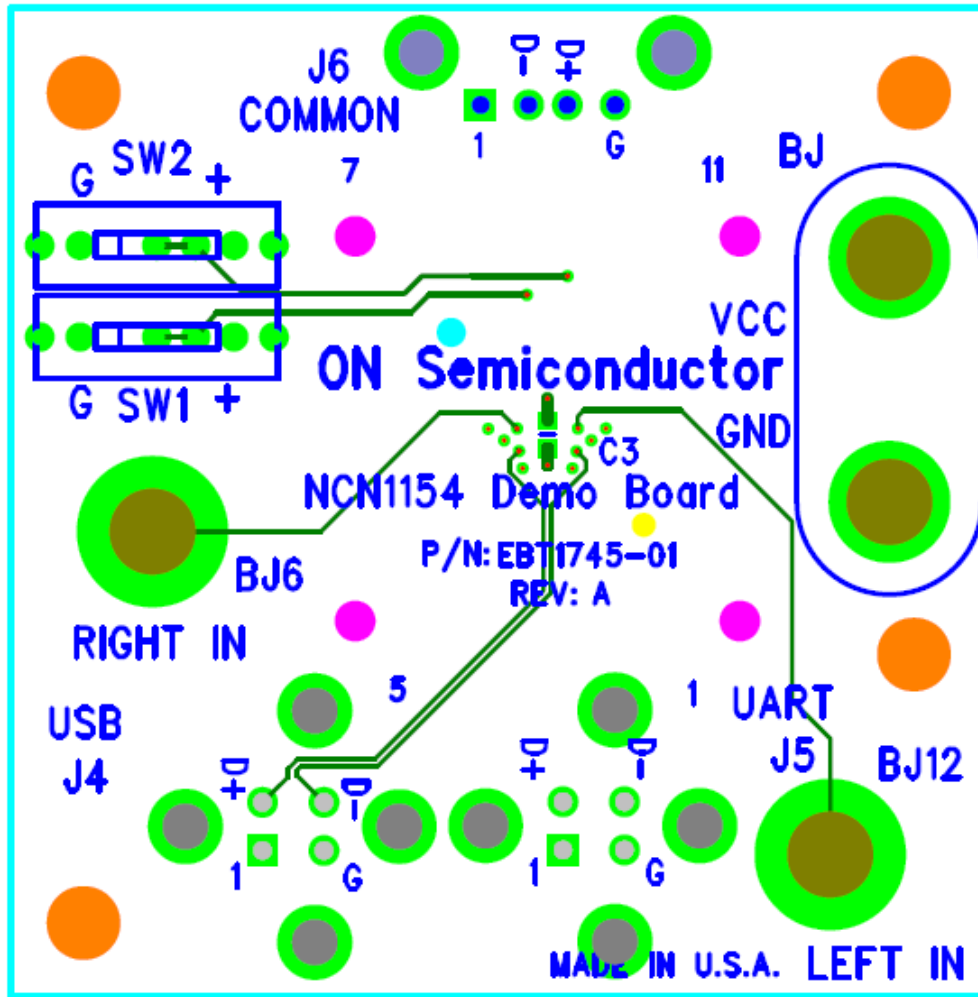 J6
COMMON
D- D+
1 G
SW2
G +
7
11
BJ
VCC
ON Semiconductor
G SW1 +
GND
C3
NCN1154 Demo Board
P/N: EBT1745-01
REV: A
BJ6
RIGHT IN
5
1
UART
USB
J4
J5
BJ12
D+ D-
1 G
D+ D-
1 G
MADE IN U.S.A.
LEFT IN